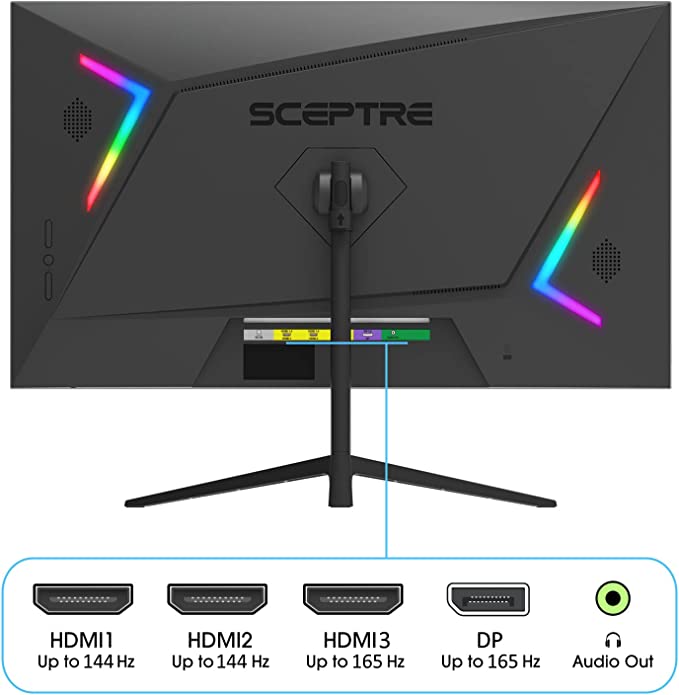 SCEPTRE
HDMI1
Up to 144 Hz
HDMI2
Up to 144 Hz
HDMI3
Up to 165 Hz
DP
Up to 165 Hz
Audio Out